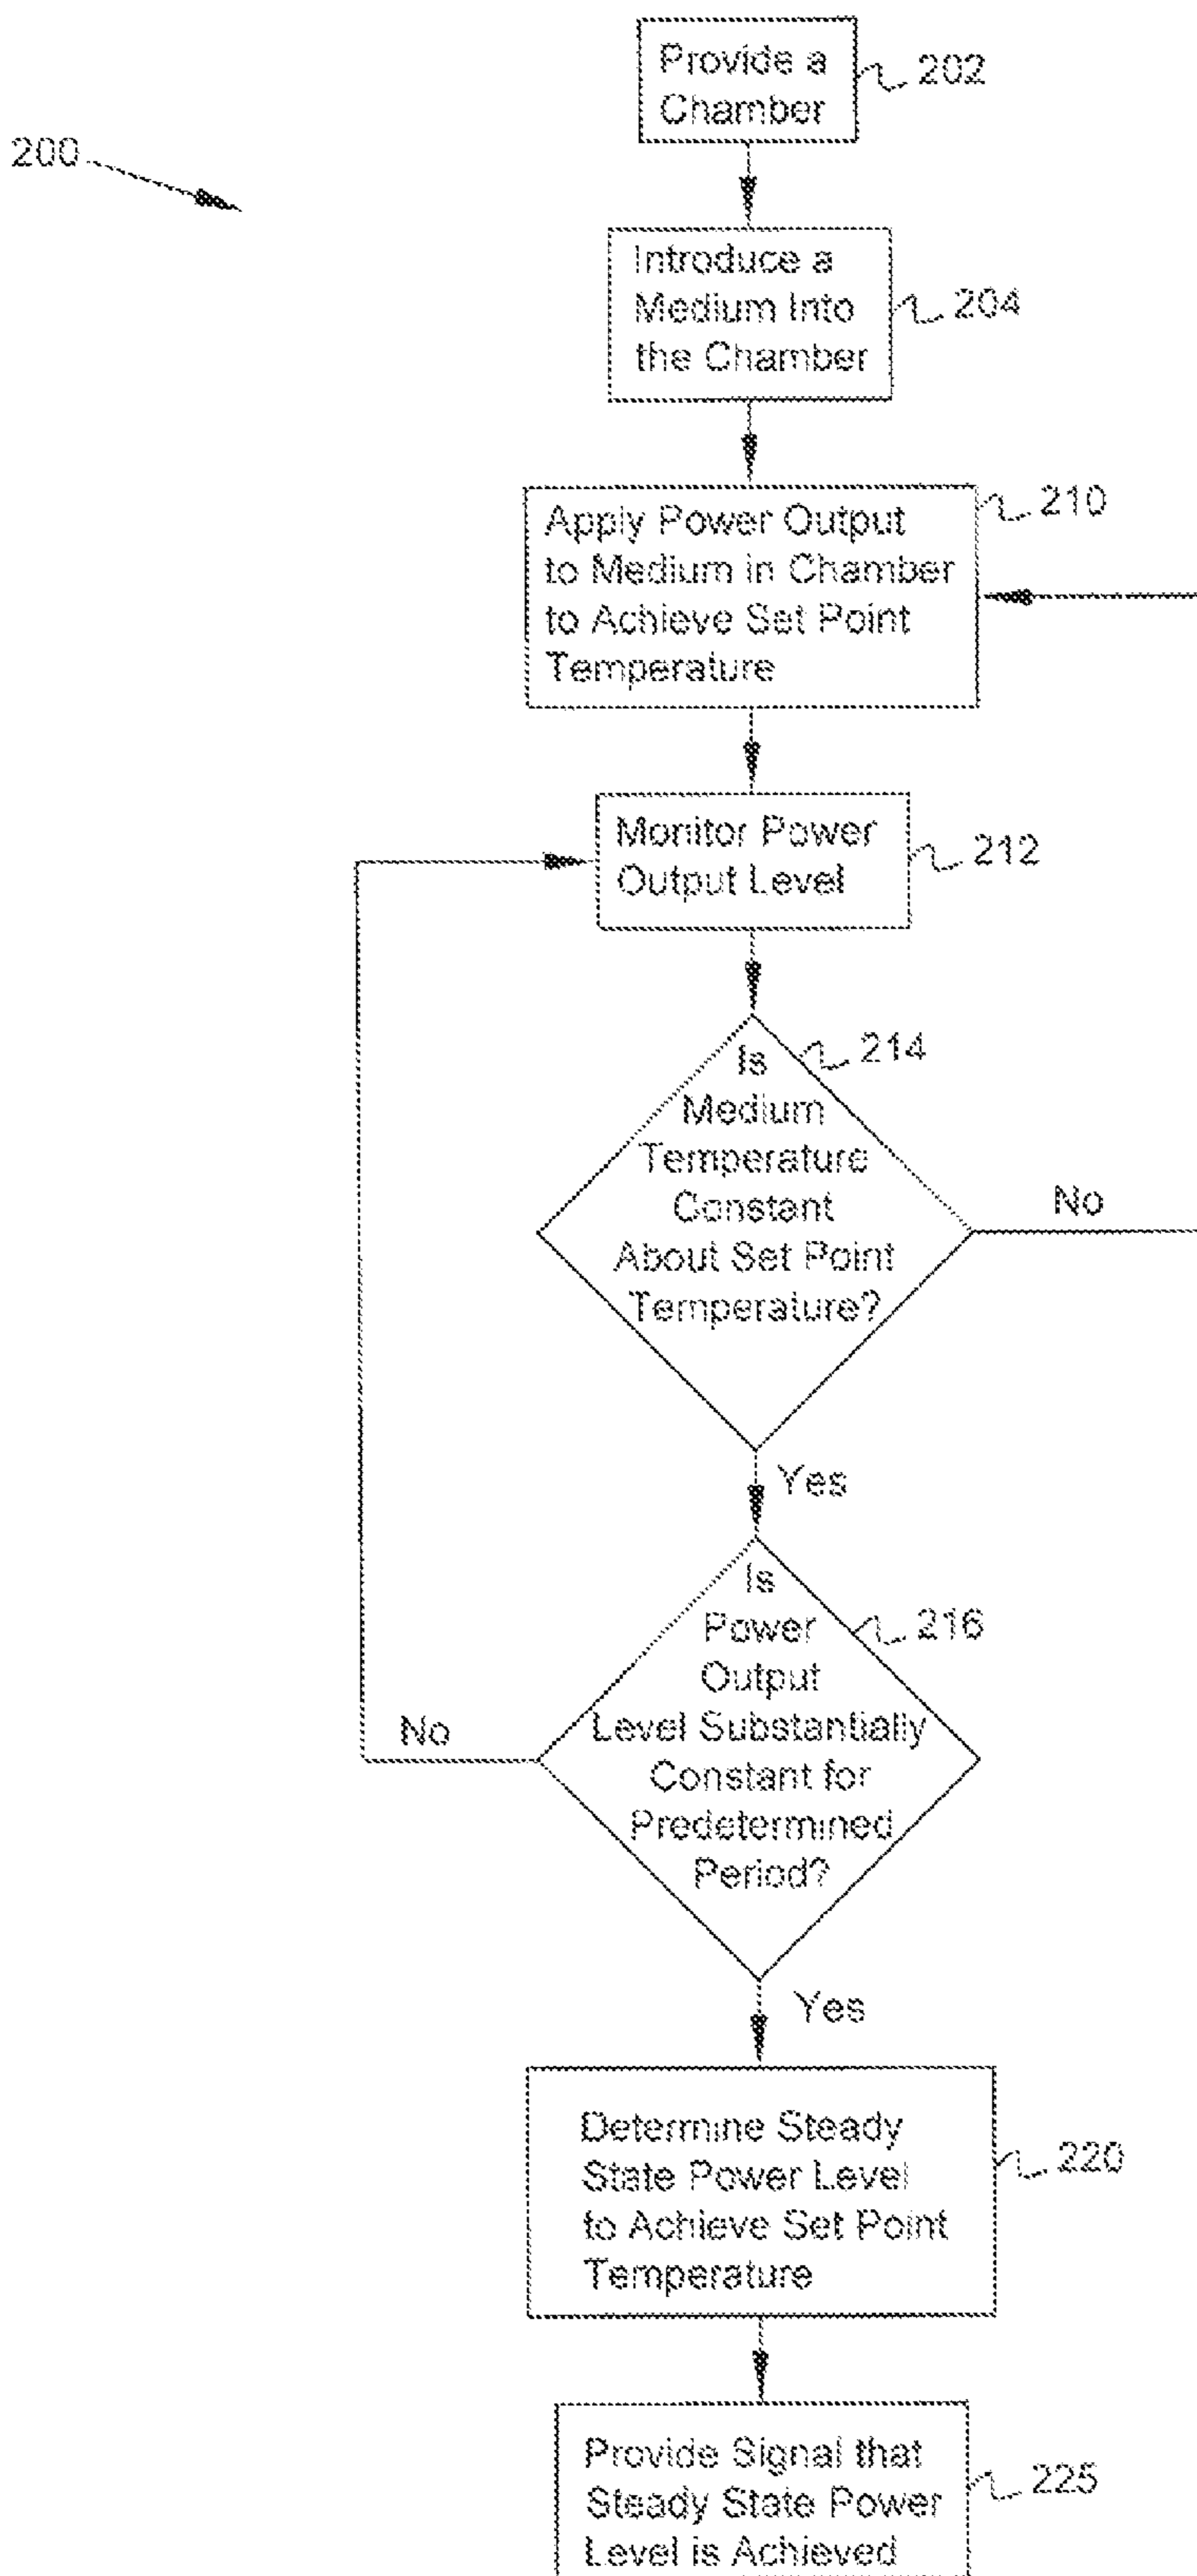 Provide a
Chamber
202
200
Introduce a
Medium Into
the Chamber
204
Apply Power Output
to Medium in Chamber
to Achieve Set Point
Temperature
210
Monitor Power
Output Level
212
Is
Medium
Temperature
Constant
About Set Point
Temperature?
214
No
Yes
Is
Power
Output
Level Substantially
Constant for
Predetermined
Period?
216
No
Yes
Determine Steady
State Power Level
to Achieve Set Point
Temperature
220
Provide Signal that
Steady State Power
Level is Achieved
225